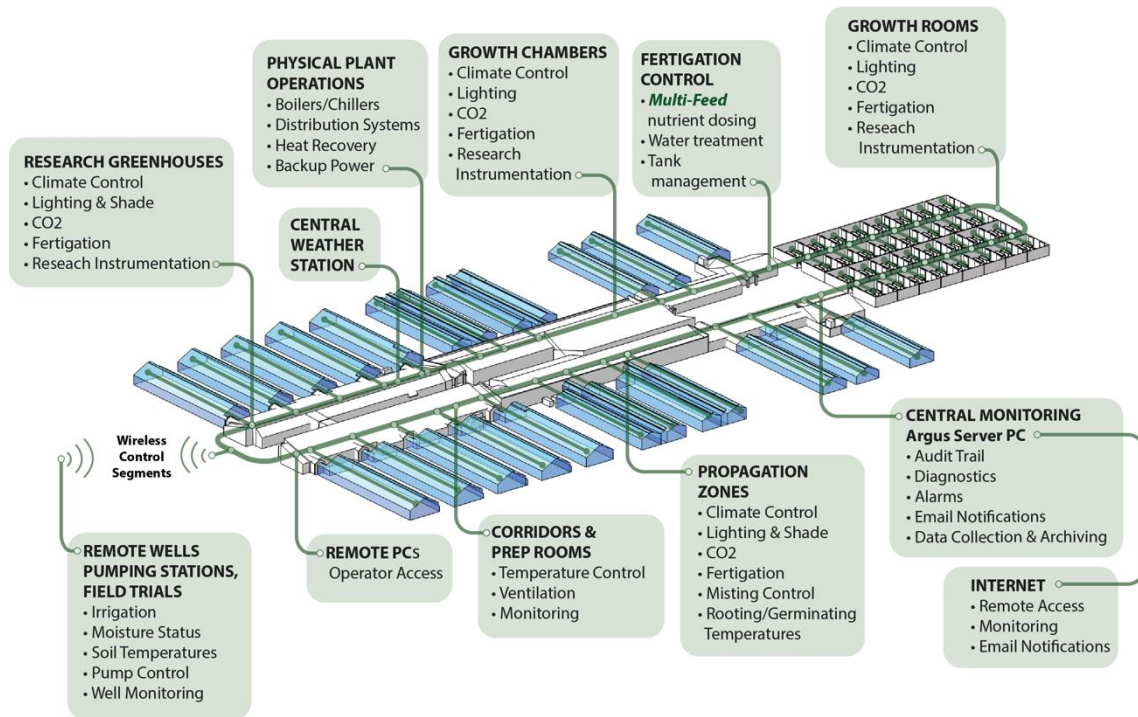 RESEARCH GREENHOUSES
• Climate Control
• Lighting & Shade
• CO2
• Fertigation
• Reseach Instrumentation
PHYSICAL PLANT
OPERATIONS
• Boilers/Chillers
• Distribution Systems
• Heat Recovery
• Backup Power
CENTRAL
WEATHER
STATION
GROWTH CHAMBERS
• Climate Control
• Lighting
• CO2
• Fertigation
• Research
Instrumentation
FERTIGATION
CONTROL
• Multi-Feed
nutrient dosing
• Water treatment
• Tank
management
GROWTH ROOMS
• Climate Control
• Lighting
• CO2
• Fertigation
• Reseach
Instrumentation
Wireless
Control
Segments
REMOTE WELLS
PUMPING STATIONS,
FIELD TRIALS
• Irrigation
• Moisture Status
• Soil Temperatures
• Pump Control
• Well Monitoring
REMOTE PCs
Operator Access
CORRIDORS &
PREP ROOMS
• Temperature Control
• Ventilation
• Monitoring
PROPAGATION
ZONES
• Climate Control
• Lighting & Shade
• CO2
• Fertigation
• Misting Control
• Rooting/Germinating
Temperatures
CENTRAL MONITORING
Argus Server PC
• Audit Trail
• Diagnostics
• Alarms
• Email Notifications
• Data Collection & Archiving
INTERNET
• Remote Access
• Monitoring
• Email Notifications